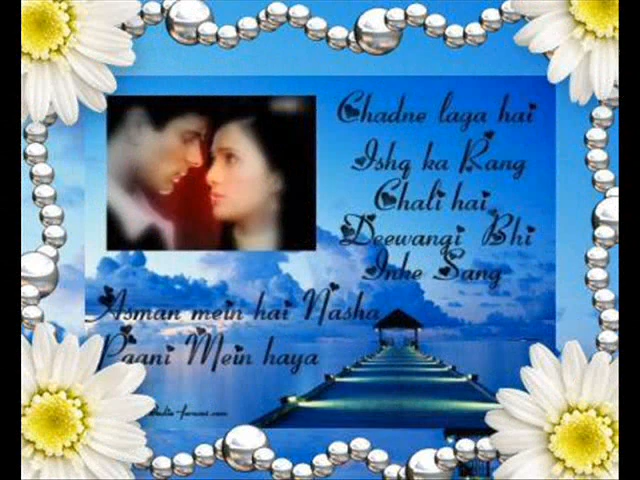 Chadne laga hai
Ishq ka Rang
Chali hai
Deewangi Bhi
Inke Sang
Asman mein hai Nasha
Paani Mein haya